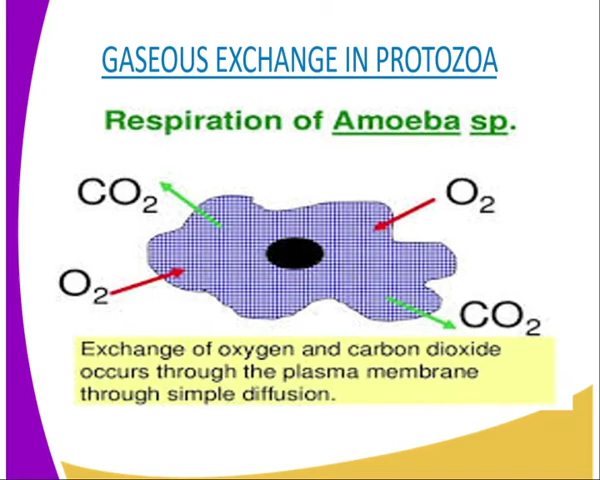 GASEOUS EXCHANGE IN PROTOZOA
Respiration of Amoeba sp.
CO2
O2
O2
CO2
Exchange of oxygen and carbon dioxide
occurs through the plasma membrane
through simple diffusion.